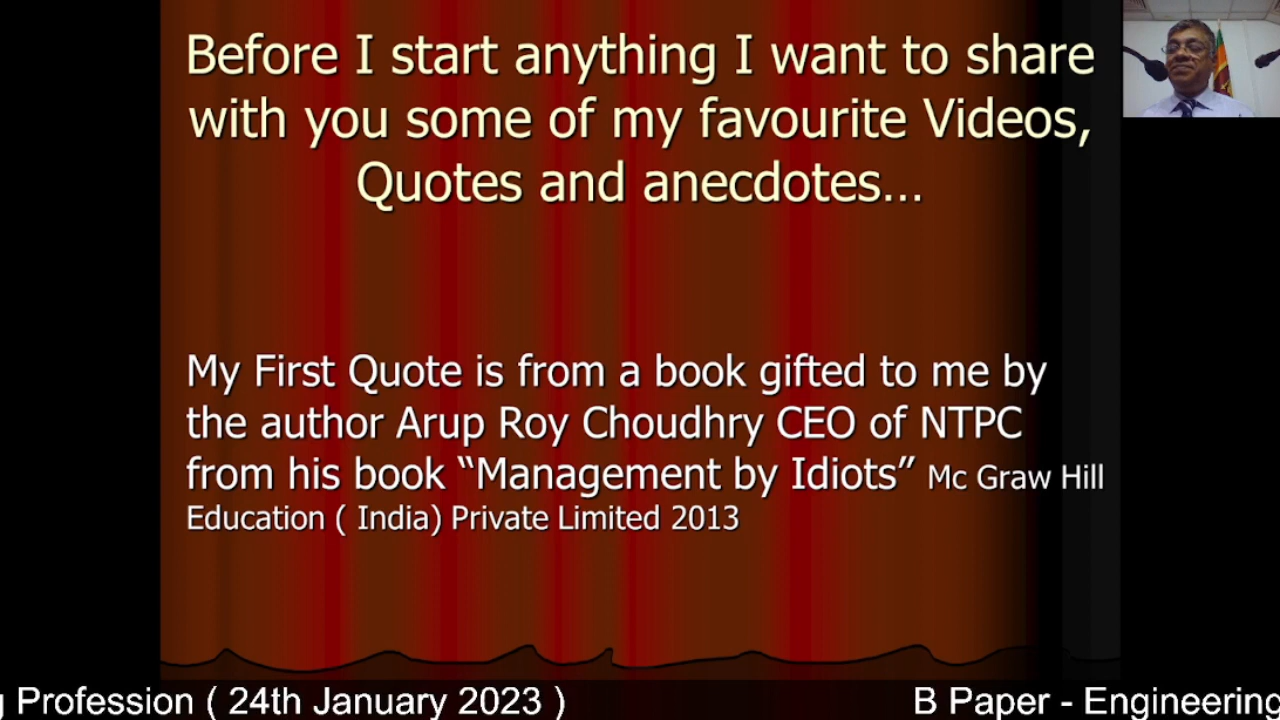 Before I start anything I want to share
with you some of my favourite Videos,
Quotes and anecdotes...
My First Quote is from a book gifted to me by
the author Arup Roy Choudhry CEO of NTPC
from his book “Management by Idiots” Mc Graw Hill
Education ( India) Private Limited 2013
g Profession ( 24th January 2023 ) B Paper - Engineering